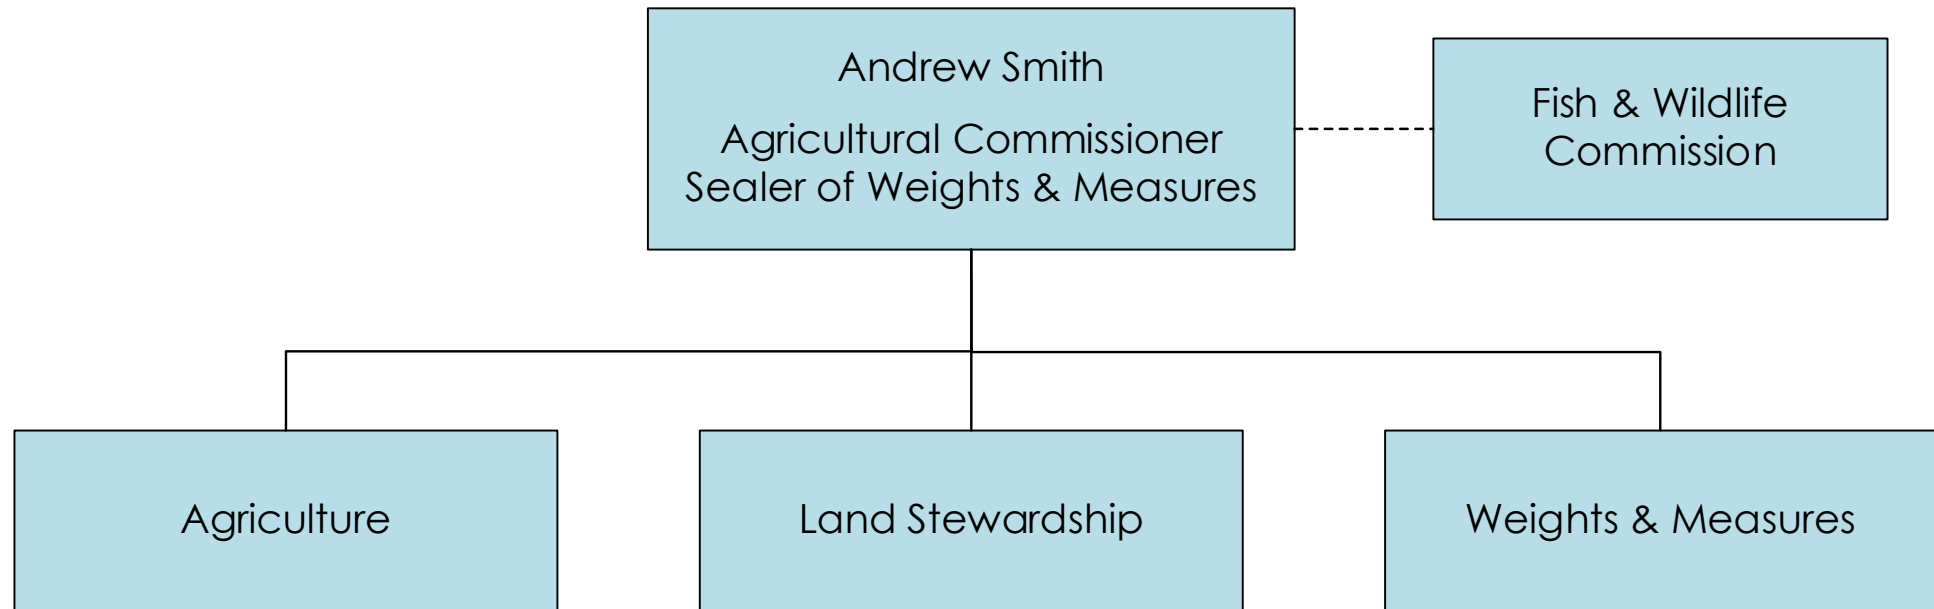 Andrew Smith
Agricultural Commissioner
Sealer of Weights & Measures
Fish & Wildlife
Commission
Agriculture
Land Stewardship
Weights & Measures